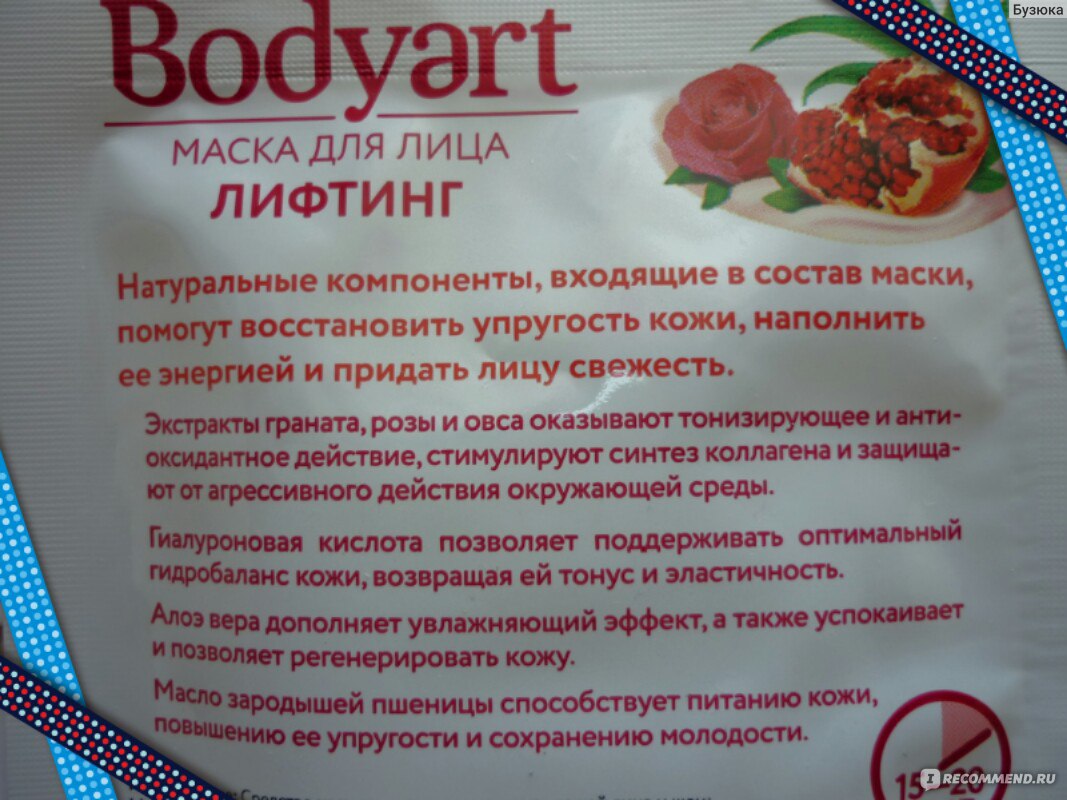 Бузюка
Bodyart
МАСКА ДЛЯ ЛИЦА
ЛИФТИНГ
Натуральные компоненты, входящие в состав маски,
помогут восстановить упругость кожи, наполнить
ее энергией и придать лицу свежесть.
Экстракты граната, розы и овса оказывают тонизирующее и анти-
оксидантное действие, стимулируют синтез коллагена и защища-
ют от агрессивного действия окружающей среды.
Гиалуроновая кислота позволяет поддерживать оптимальный
гидробаланс кожи, возвращая ей тонус и эластичность.
Алоэ вера дополняет увлажняющий эффект, а также успокаивает
и позволяет регенерировать кожу.
Масло зародышей пшеницы способствует питанию кожи,
повышению ее упругости и сохранению молодости.
15-20
IRECOMMEND.RU